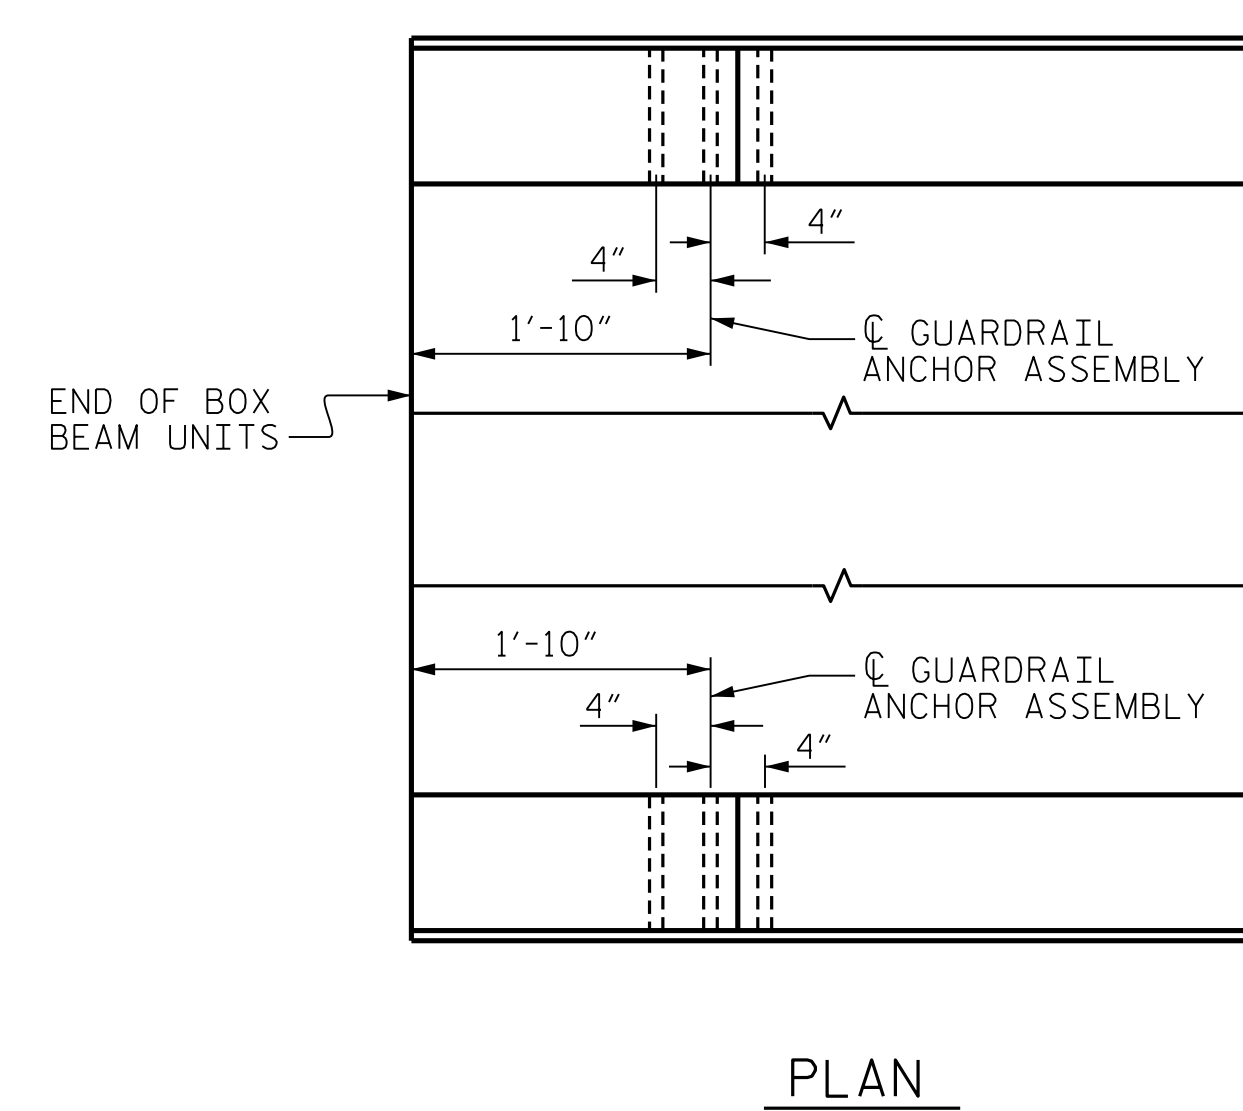 4"
4"
1'-10"
℄ GUARDRAIL
ANCHOR ASSEMBLY
END OF BOX
BEAM UNITS
1'-10"
℄ GUARDRAIL
ANCHOR ASSEMBLY
4"
4"
PLAN